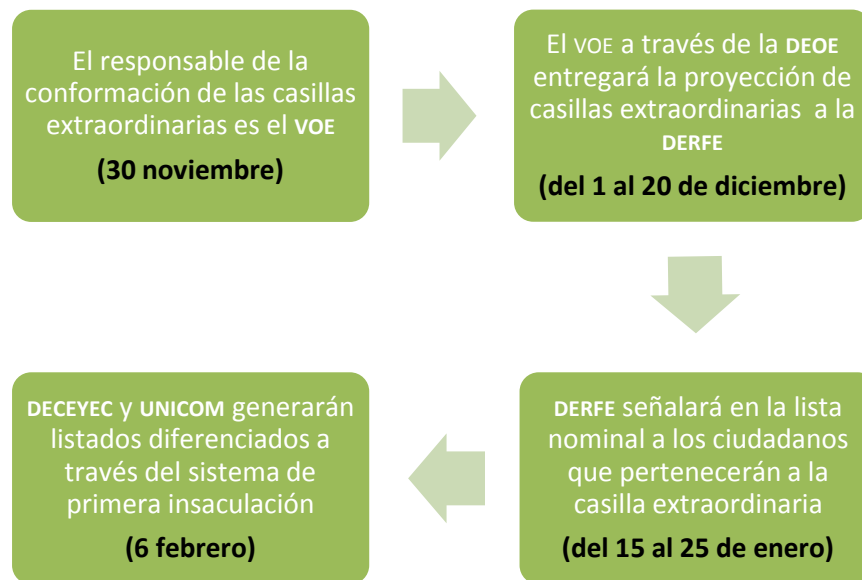 El responsable de la
conformación de las casillas
extraordinarias es el VOE
(30 noviembre)
El VOE a través de la DEOE
entregará la proyección de
casillas extraordinarias a la
DERFE
(del 1 al 20 de diciembre)
DERFE señalará en la lista
nominal a los ciudadanos
que pertenecerán a la
casilla extraordinaria
(del 15 al 25 de enero)
DECEYEC y UNICOM generarán
listados diferenciados a
través del sistema de
primera insaculación
(6 febrero)